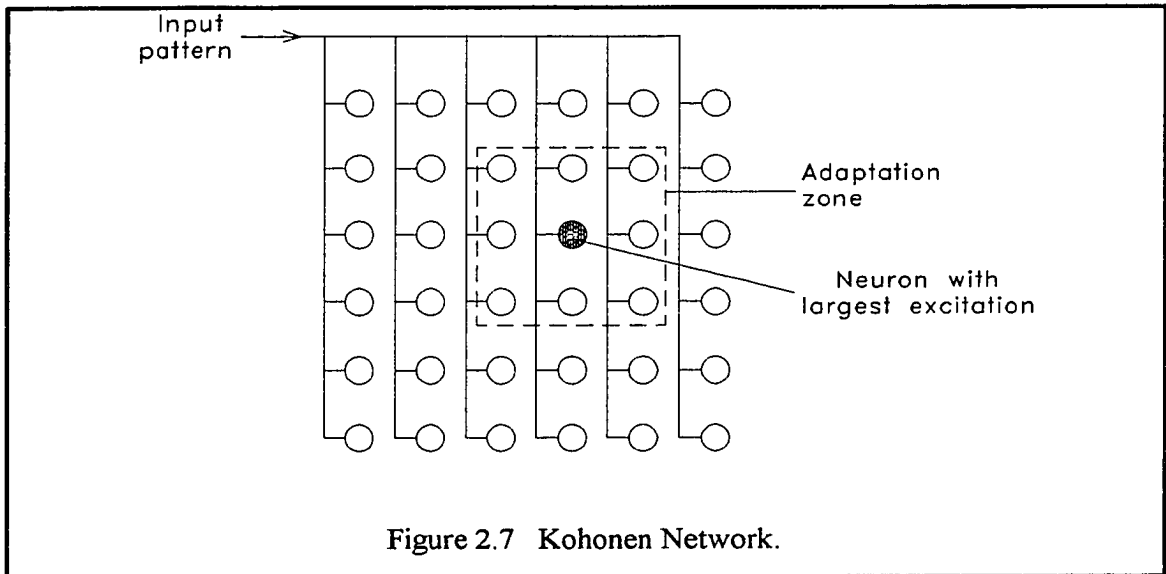 Input
pattern
Adaptation
zone
Neuron with
largest excitation
Figure 2.7 Kohonen Network.